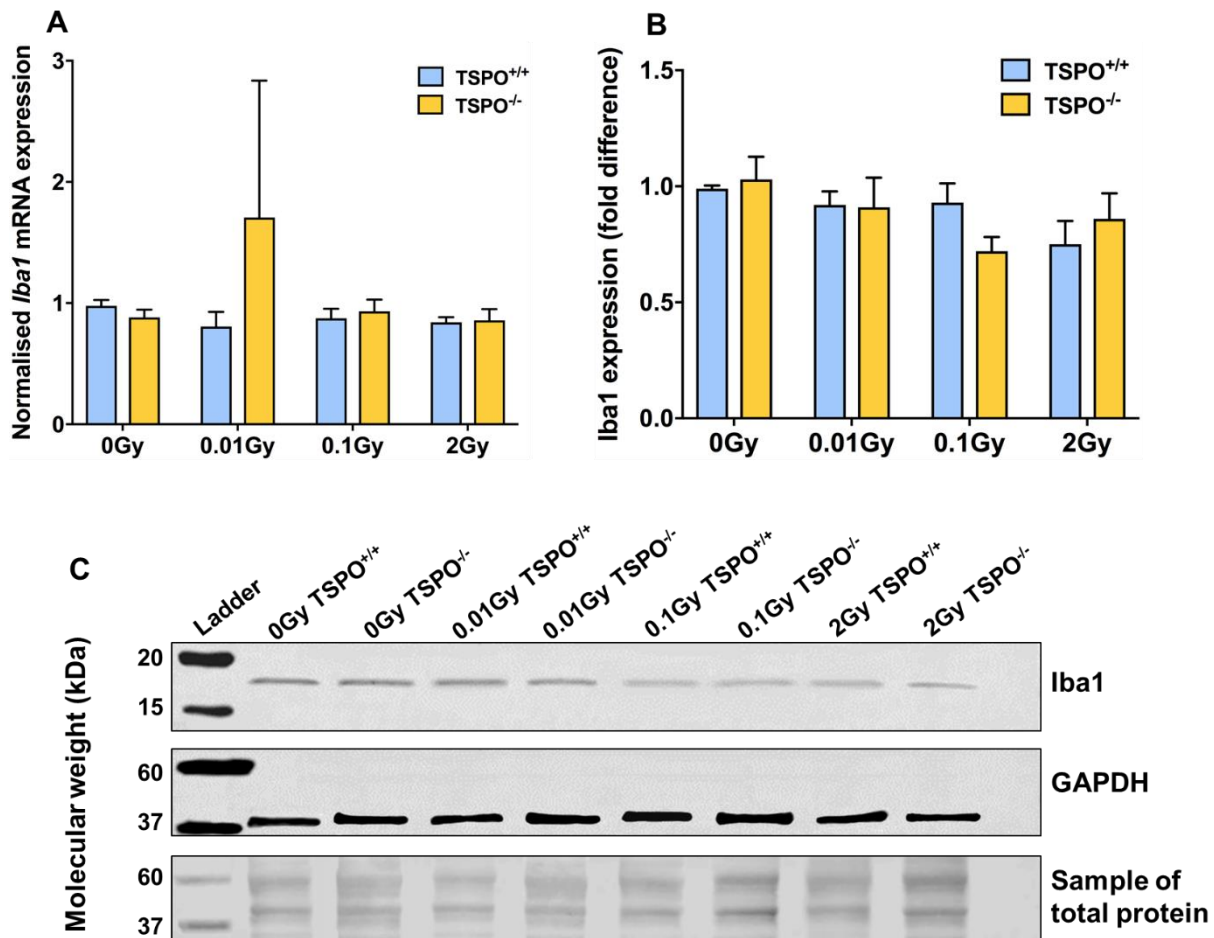 A
Normalised Iba1 mRNA expression
3
2
1
0
TSPO+/+
TSPO-/-
0Gy 0.01Gy 0.1Gy 2Gy
B
Iba1 expression (fold difference)
1.5
1.0
0.5
0.0
TSPO+/+
TSPO-/-
0Gy 0.01Gy 0.1Gy 2Gy
C
Ladder
0Gy TSPO+/+
0Gy TSPO-/-
0.01Gy TSPO+/+
0.01Gy TSPO-/-
0.1Gy TSPO+/+
0.1Gy TSPO-/-
2Gy TSPO+/+
2Gy TSPO-/-
Molecular weight (kDa)
20
15
Iba1
60
37
GAPDH
60
37
Sample of
total protein